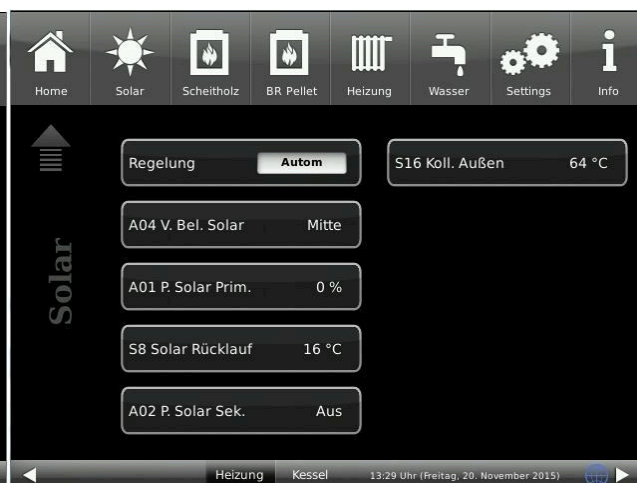 Home Solar Scheitholz BR Pellet Heizung Wasser Settings Info
Solar
Regelung Autom
A04 V. Bel. Solar Mitte
A01 P. Solar Prim. 0 %
S8 Solar Rücklauf 16 °C
A02 P. Solar Sek. Aus
S16 Koll. Außen 64 °C
Heizung Kessel 13:29 Uhr (Freitag, 20. November 2015)